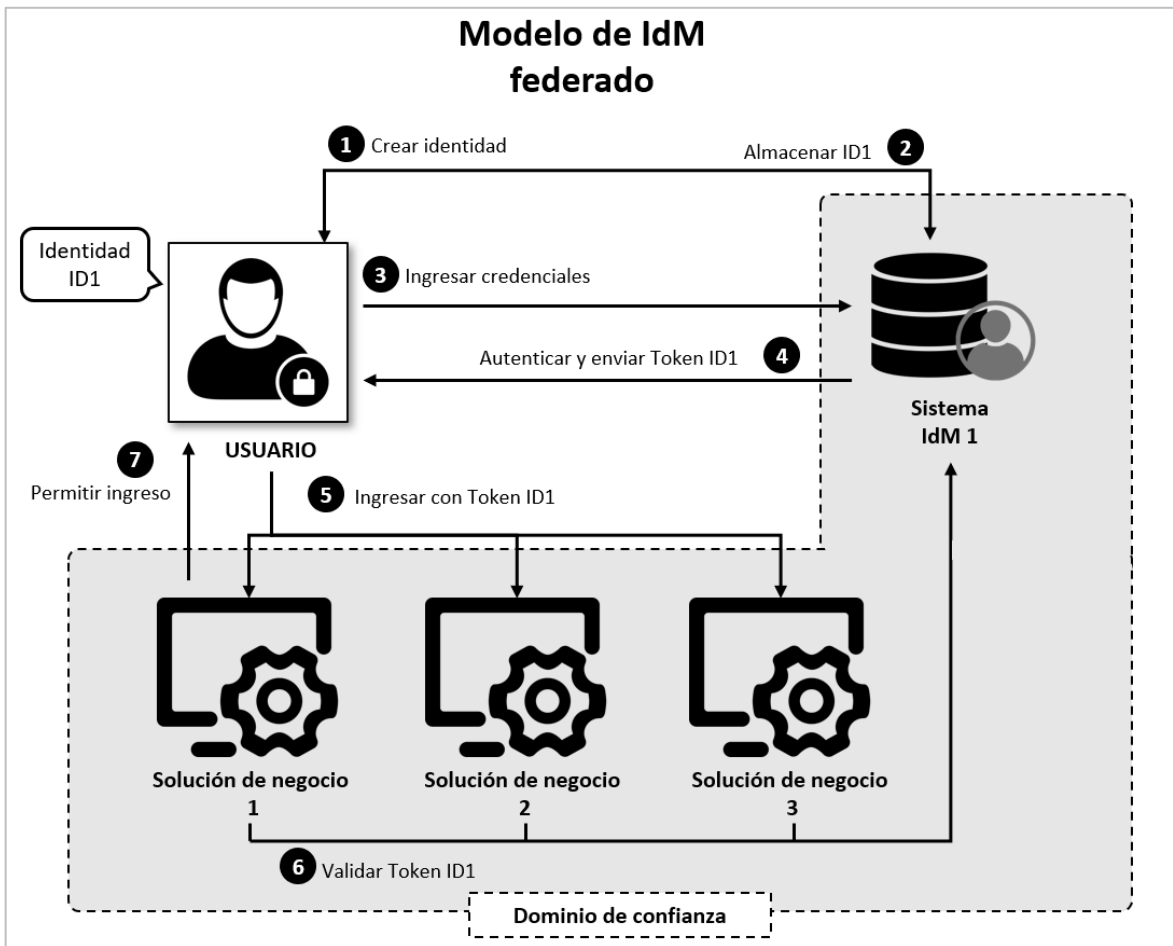 Modelo de IdM
federado
1 Crear identidad
Almacenar ID1 2
Identidad
ID1
3 Ingresar credenciales
Autenticar y enviar Token ID1 4
Sistema
IdM 1
USUARIO
7
Permitir ingreso
5 Ingresar con Token ID1
Solución de negocio
1
Solución de negocio
2
Solución de negocio
3
6 Validar Token ID1
Dominio de confianza